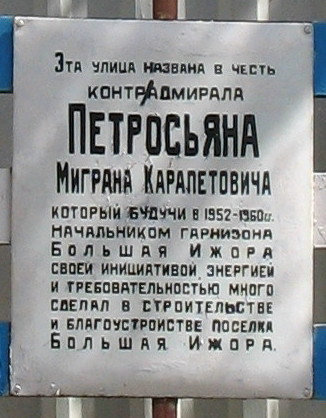 Эта улица названа в честь
контрадмирала
Петросьяна
Миграна Карапетовича
который будучи в 1952-1960гг.
начальником гарнизона
Большая Ижора
своей инициативой, энергией
и требовательностью много
сделал в строительстве
и благоустройстве поселка
Большая Ижора.